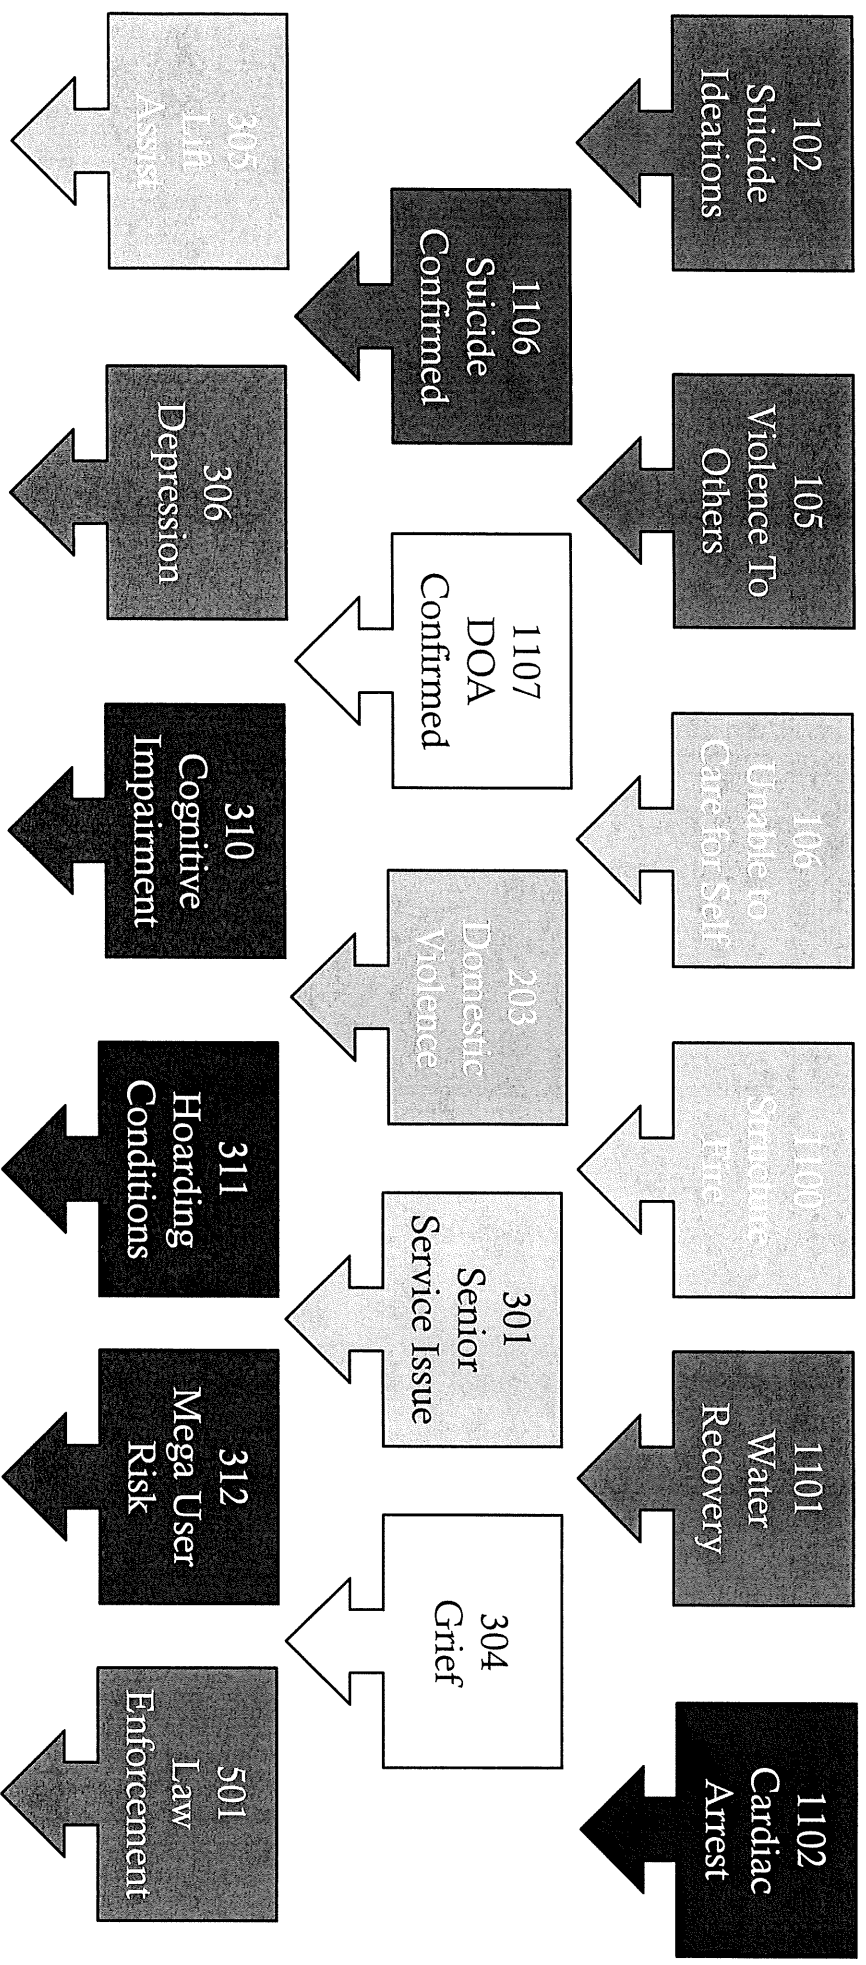 102
Suicide
Ideations
105
Violence To
Others
106
Unable to
Care for Self
1100
Structure
Fire
1101
Water
Recovery
1102
Cardiac
Arrest
1106
Suicide
Confirmed
1107
DOA
Confirmed
203
Domestic
Violence
301
Senior
Service Issue
304
Grief
305
Lift
Assist
306
Depression
310
Cognitive
Impairment
311
Hoarding
Conditions
312
Mega User
Risk
501
Law
Enforcement